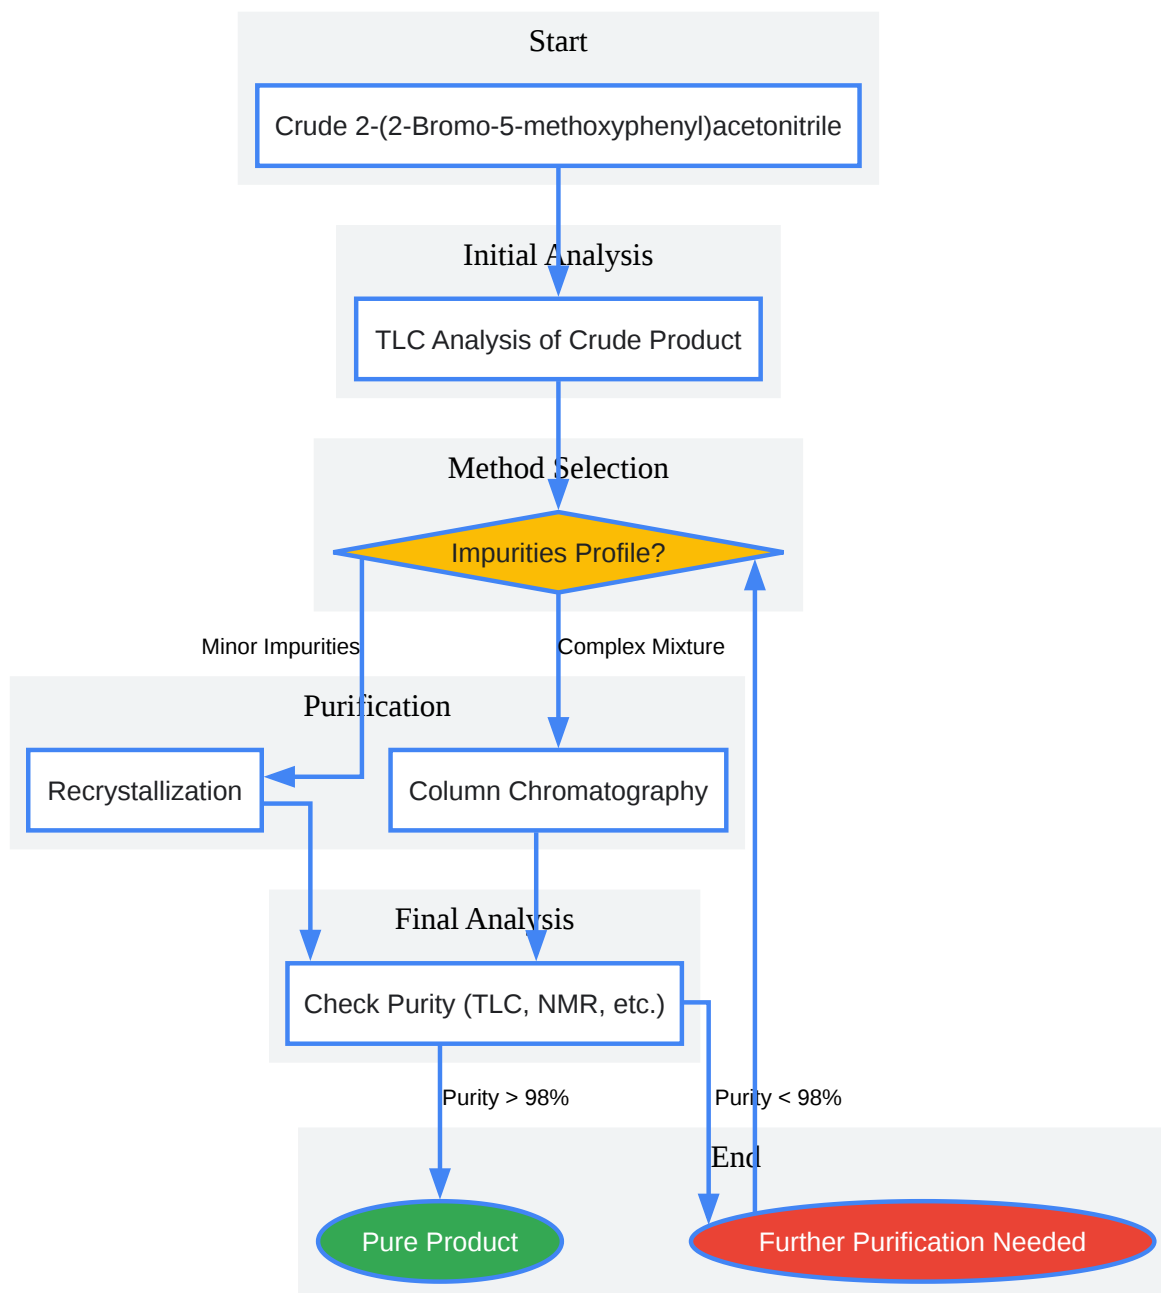 Start
Crude 2-(2-Bromo-5-methoxyphenyl)acetonitrile
Initial Analysis
TLC Analysis of Crude Product
Method Selection
Impurities Profile?
Minor Impurities
Complex Mixture
Purification
Recrystallization
Column Chromatography
Final Analysis
Check Purity (TLC, NMR, etc.)
Purity > 98%
Purity < 98%
End
Pure Product
Further Purification Needed